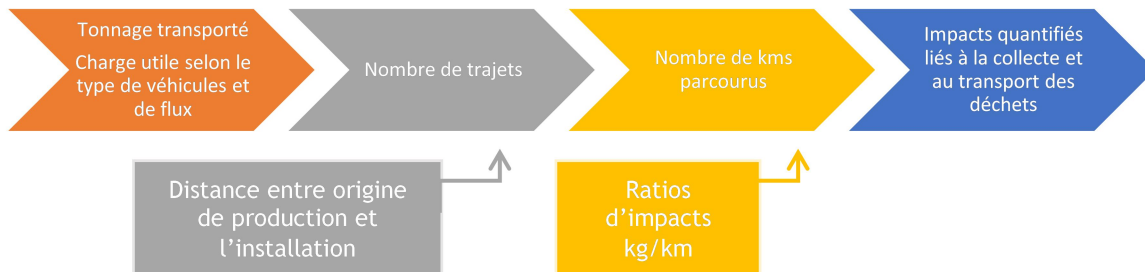 Tonnage transporté
Charge utile selon le
type de véhicules et
de flux
Nombre de trajets
Nombre de kms
parcourus
Impacts quantifiés
liés à la collecte et
au transport des
déchets
Distance entre origine
de production et
l'installation
Ratios
d'impacts
kg/km